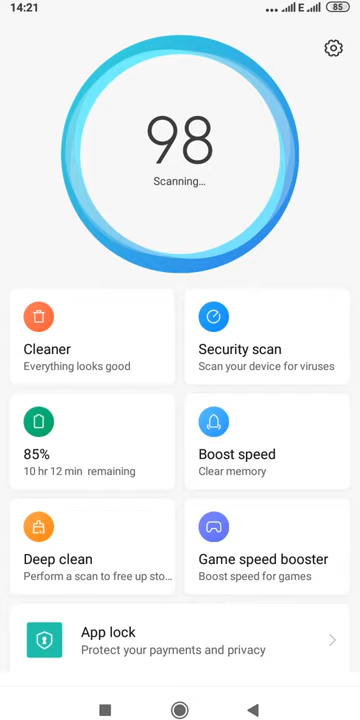 14:21
E
85
98
Scanning...
Cleaner
Everything looks good
Security scan
Scan your device for viruses
85%
10 hr 12 min remaining
Boost speed
Clear memory
Deep clean
Perform a scan to free up sto...
Game speed booster
Boost speed for games
App lock
Protect your payments and privacy